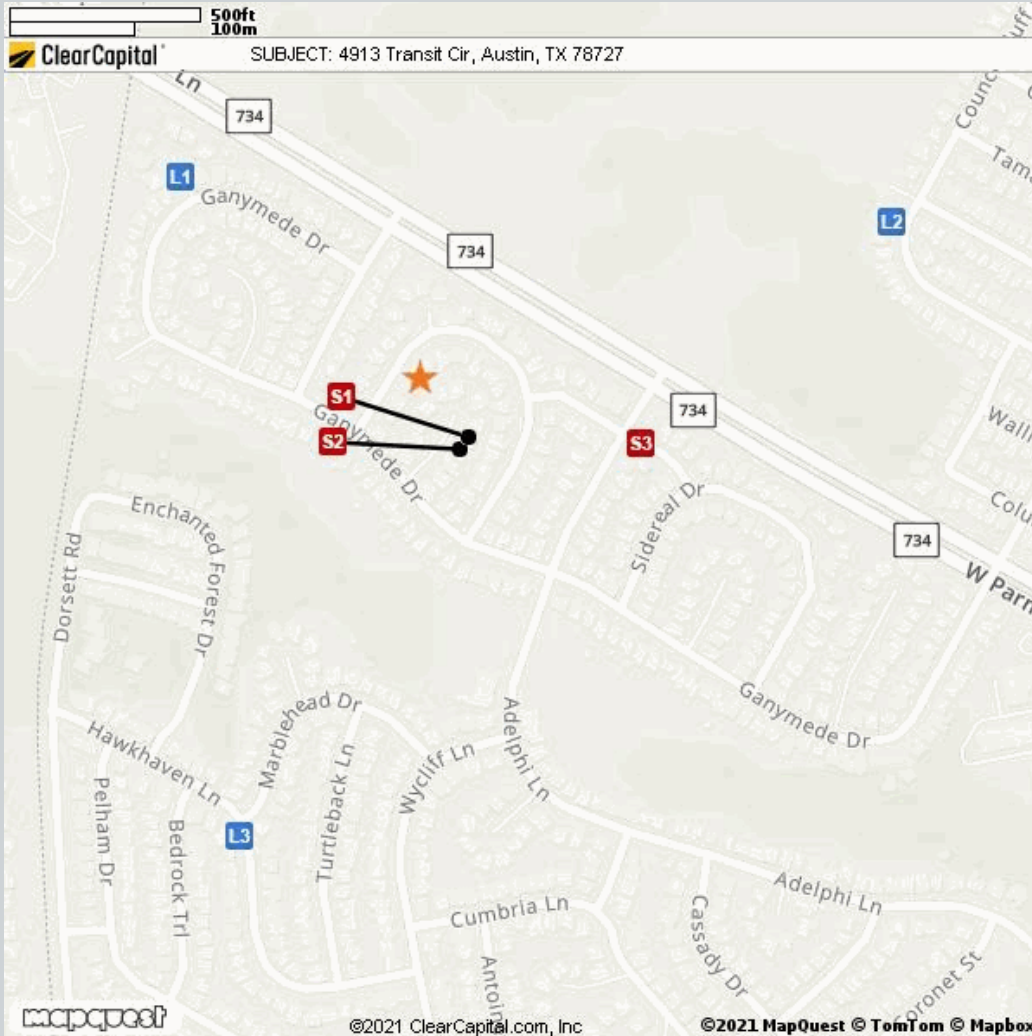 500ft
100m
ClearCapital
SUBJECT: 4913 Transit Cir, Austin, TX 78727
Ln
734
L1
Ganymede Dr
734
L2
S1
S2
Ganymede Dr
734
S3
Sidereal Dr
734
W Parm
Enchanted Forest Dr
Dorsett Rd
Ganymede Dr
Marblehead Dr
Adelphi Ln
Hawkhaven Ln
Wycliff Ln
Turtleback Ln
Pelham Dr
Bedrock Trl
L3
Adelphi Ln
Cumbria Ln
Cassady Dr
Coronet St
mapquest
©2021 ClearCapital.com, Inc
©2021 MapQuest © TomTom © Mapbox